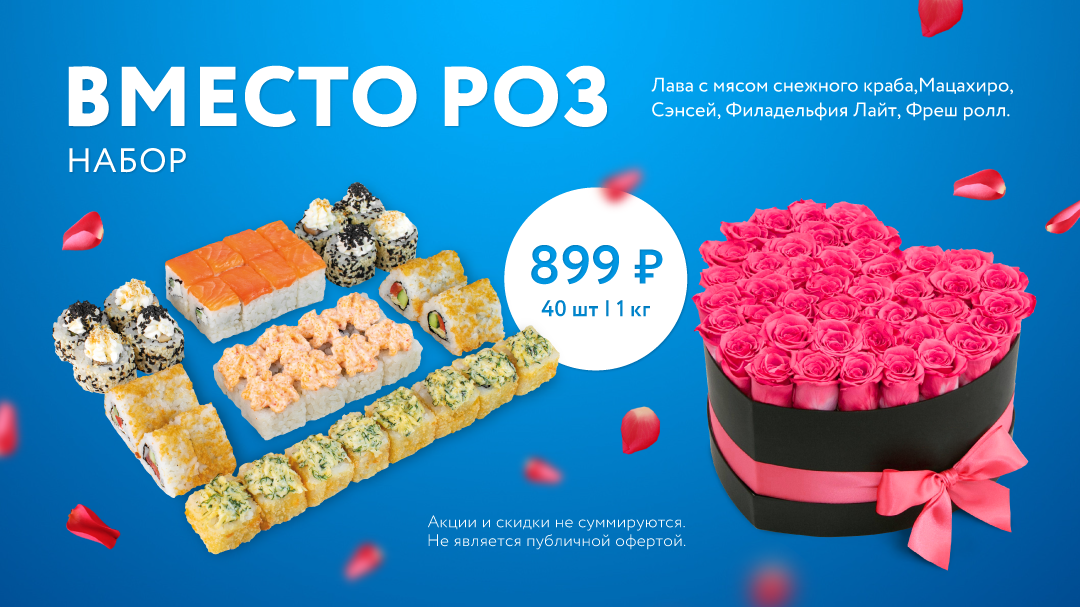 ВМЕСТО РОЗ
НАБОР
Лава с мясом снежного краба,Мацахиро,
Сэнсей, Филадельфия Лайт, Фреш ролл.
899 ₽
40 шт | 1 кг
Акции и скидки не суммируются.
Не является публичной офертой.